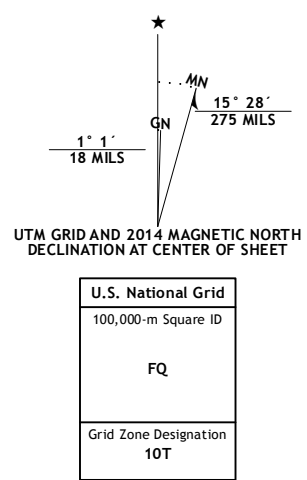 ★
MN
15° 28´
275 MILS
GN
1° 1´
18 MILS
UTM GRID AND 2014 MAGNETIC NORTH
DECLINATION AT CENTER OF SHEET
U.S. National Grid
100,000-m Square ID
FQ
Grid Zone Designation
10T